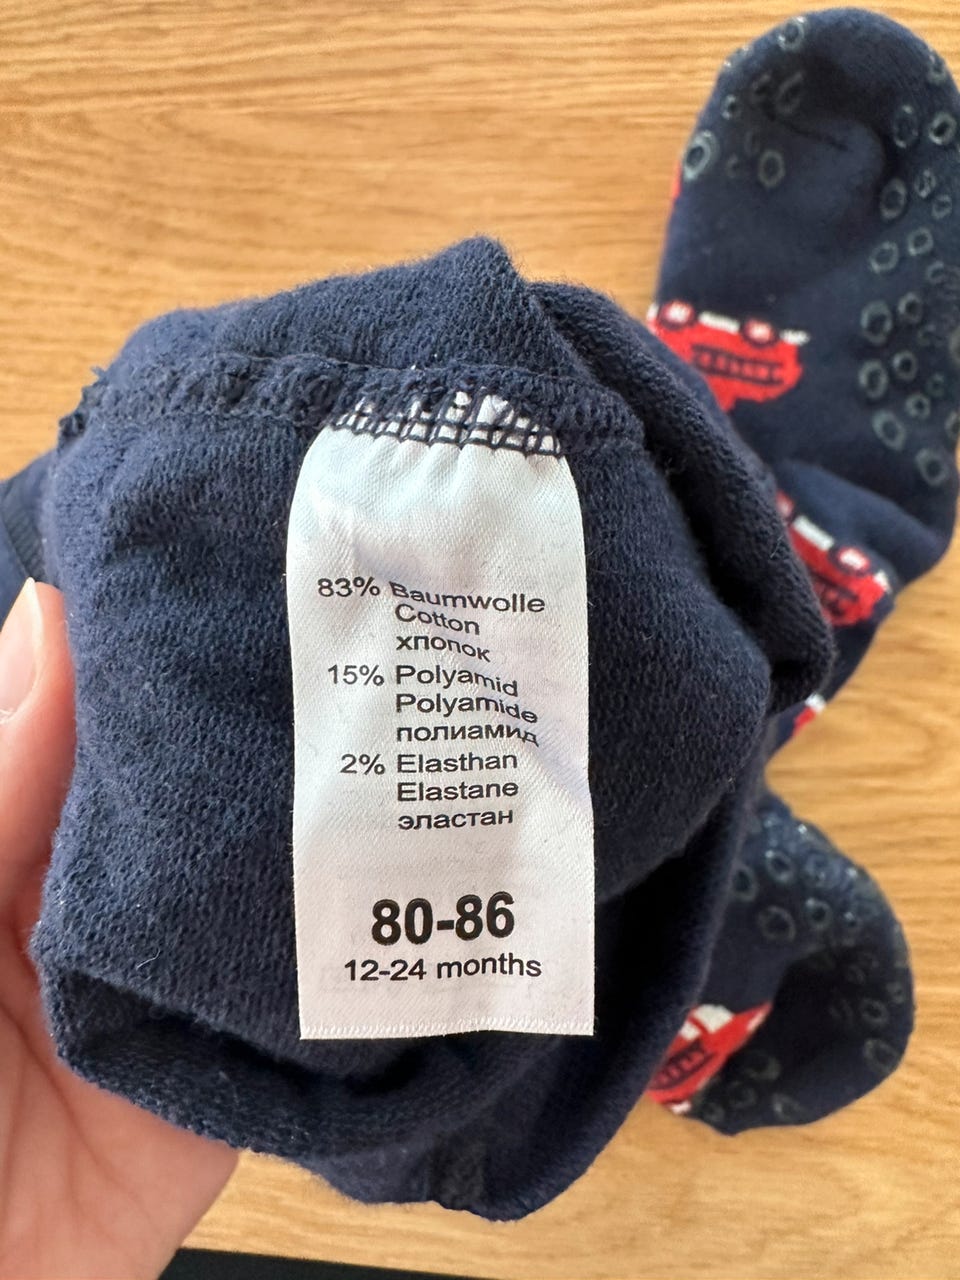 83% Baumwolle
Cotton
хлопок
15% Polyamid
Polyamide
полиамид
2% Elasthan
Elastane
эластан
80-86
12-24 months